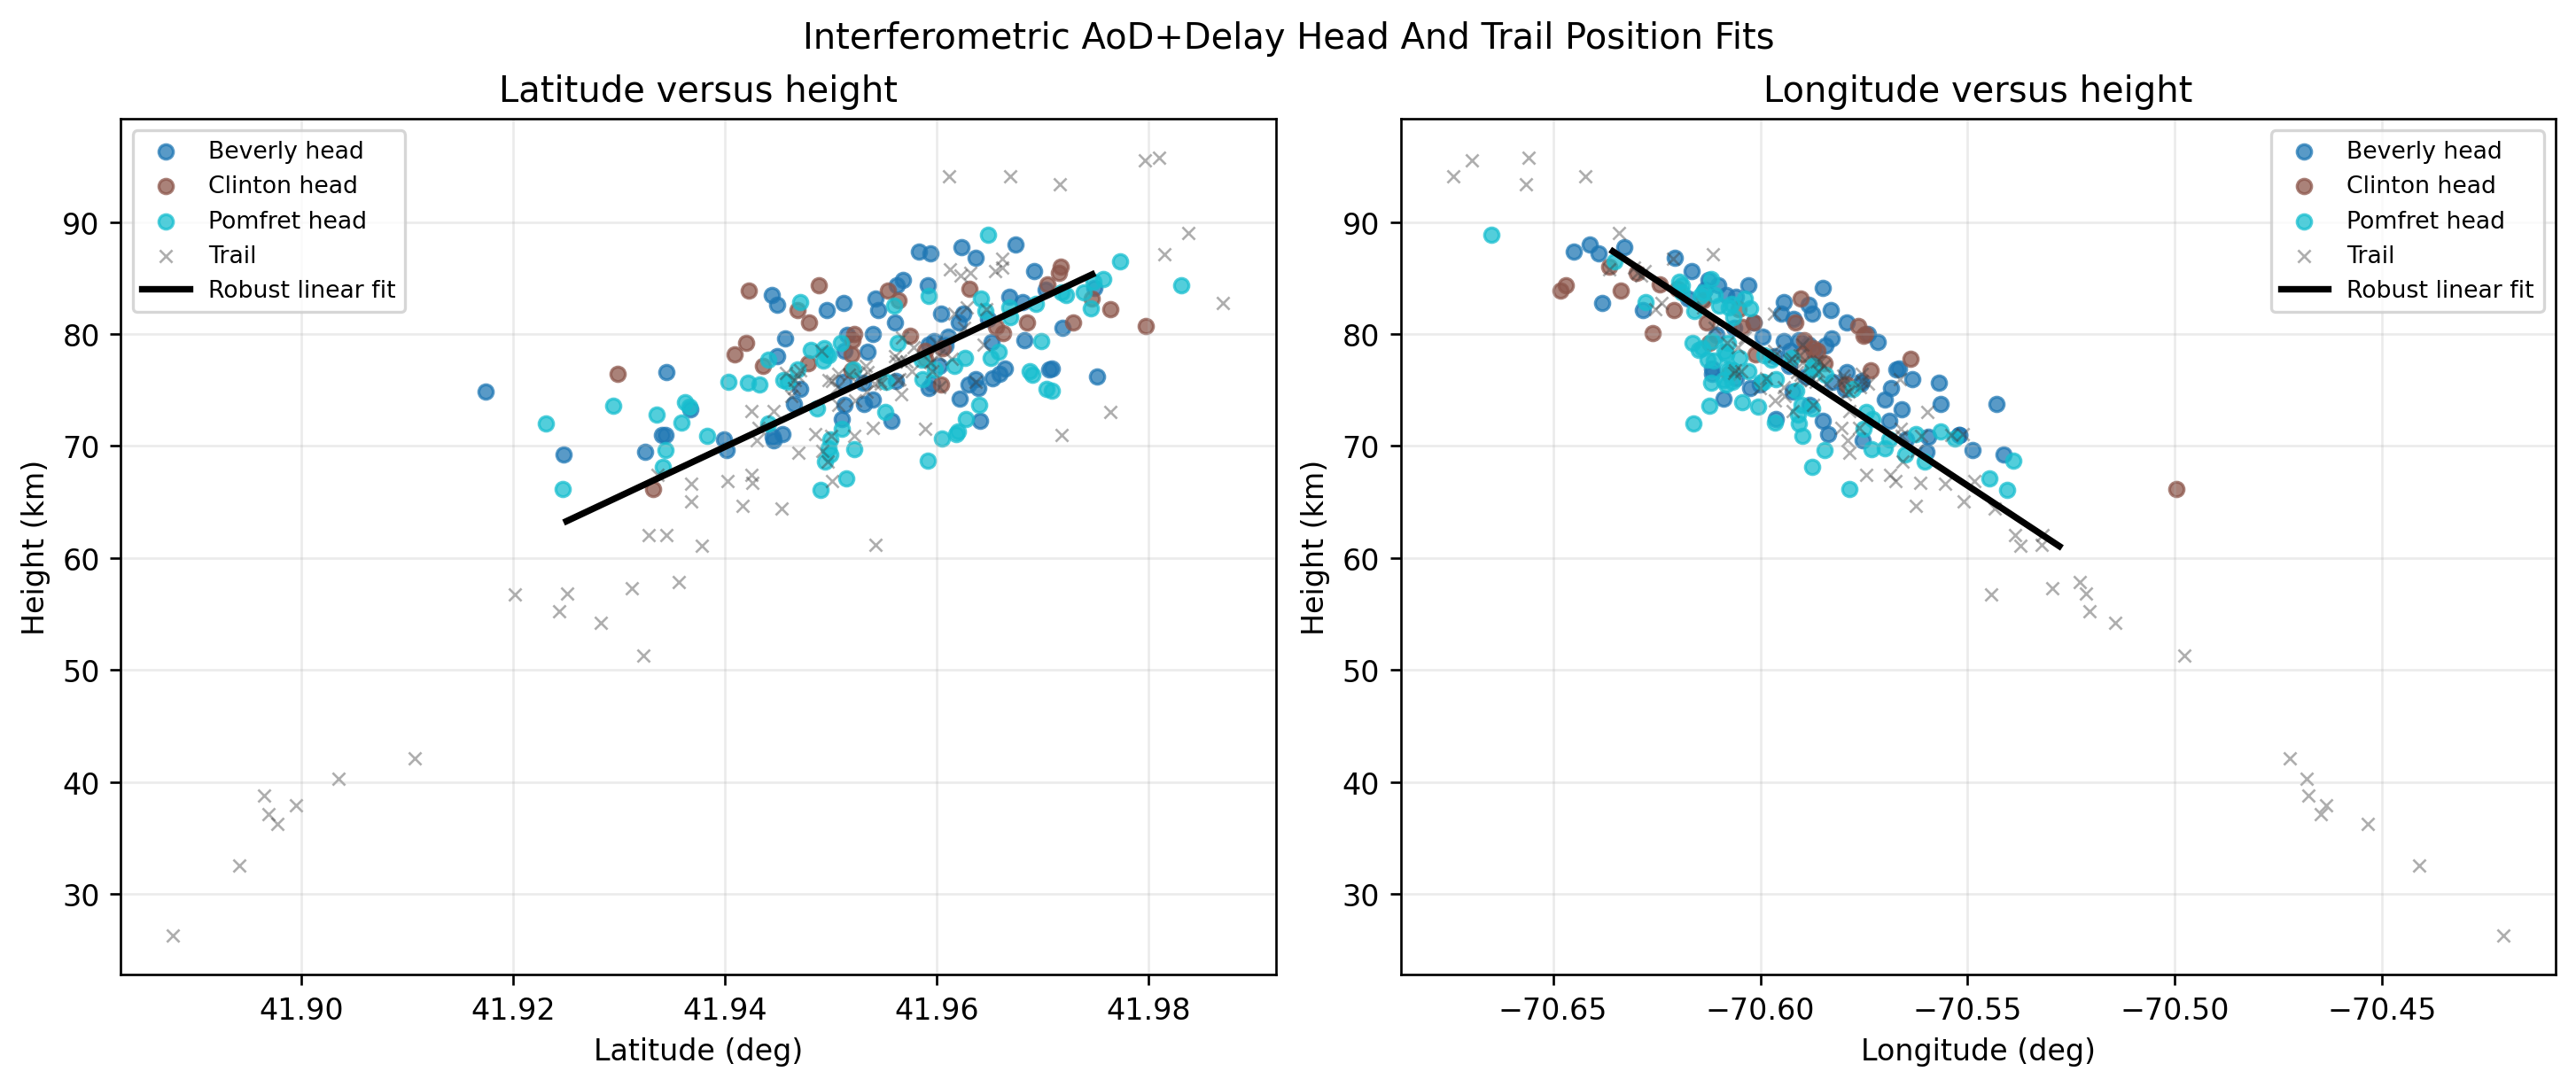 Interferometric AoD+Delay Head And Trail Position Fits
Latitude versus height
Beverly head
Clinton head
Pomfret head
Trail
Robust linear fit
90
80
70
60
50
40
30
Height (km)
41.90 41.92 41.94 41.96 41.98
Latitude (deg)
Longitude versus height
Beverly head
Clinton head
Pomfret head
Trail
Robust linear fit
90
80
70
60
50
40
30
Height (km)
−70.65 −70.60 −70.55 −70.50 −70.45
Longitude (deg)